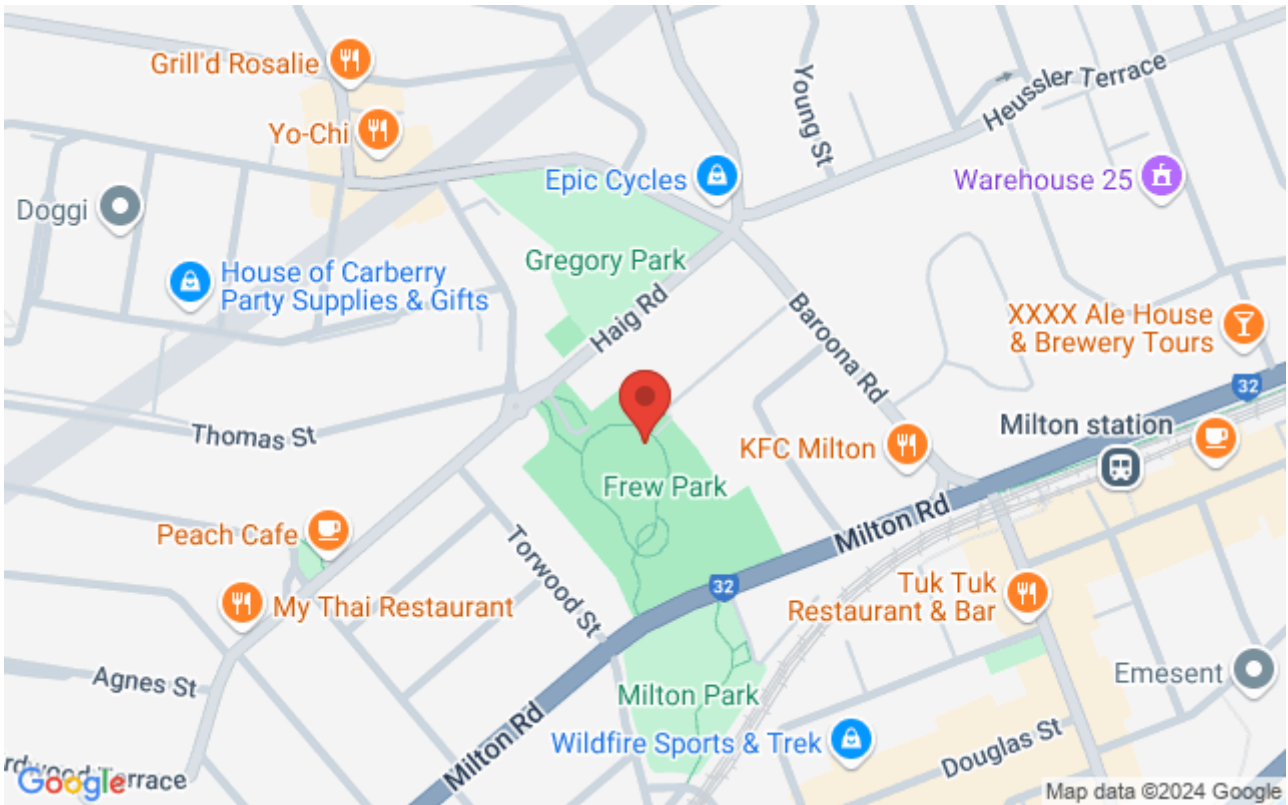 Grill'd Rosalie
Yo-Chi
Young St
Heussler Terrace
Epic Cycles
Warehouse 25
Doggi
House of Carberry
Party Supplies & Gifts
Gregory Park
Haig Rd
Baroona Rd
XXXX Ale House
& Brewery Tours
32
Thomas St
Milton station
KFC Milton
Frew Park
Milton Rd
Peach Cafe
Torwood St
32
Tuk Tuk
Restaurant & Bar
My Thai Restaurant
Agnes St
Milton Park
Emesent
Milton Rd
Wildfire Sports & Trek
Douglas St
rdwood Terrace
Google
Map data ©2024 Google